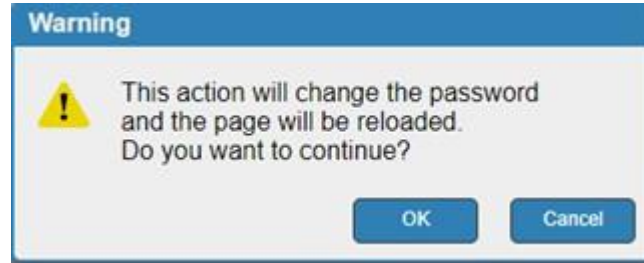 Warning
This action will change the password
and the page will be reloaded.
Do you want to continue?
OK Cancel